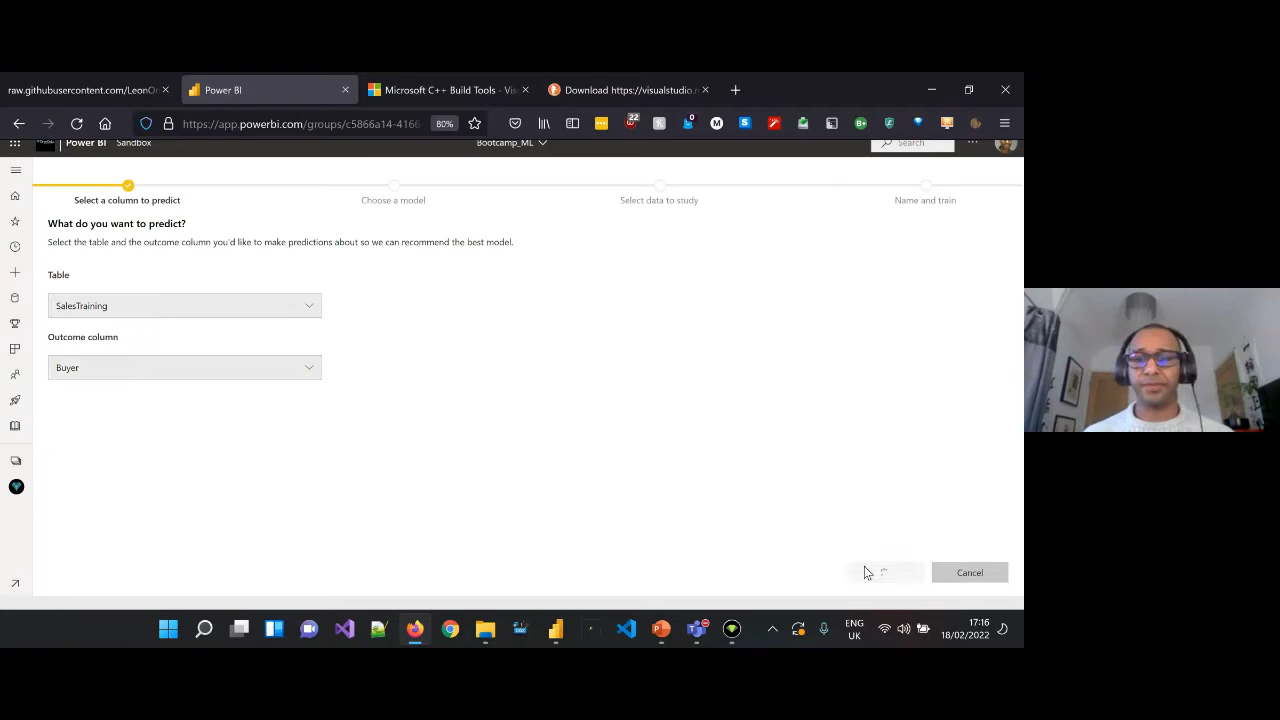 raw.githubusercontent.com/LeonOr
Power BI
Microsoft C++ Build Tools - Vis
Download https://visualstudio.
https://app.powerbi.com/groups/c5866a14-4166
80%
22
0
Power BI
Sandbox
Bootcamp_ML
Search
Select a column to predict
Choose a model
Select data to study
Name and train
What do you want to predict?
Select the table and the outcome column you'd like to make predictions about so we can recommend the best model.
Table
SalesTraining
Outcome column
Buyer
Cancel
ENG
UK
17:16
18/02/2022